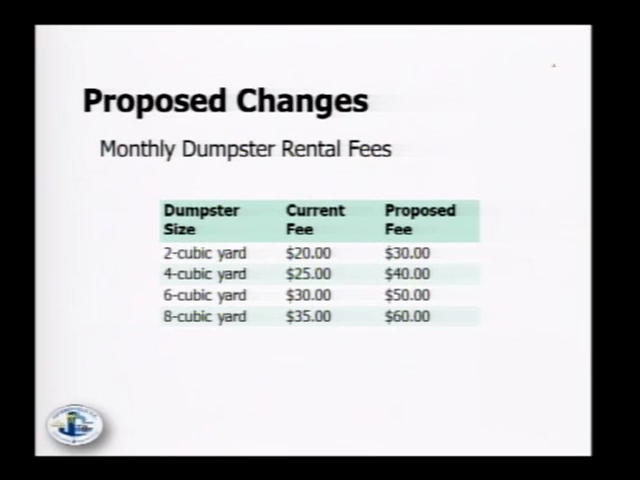 Proposed Changes
Monthly Dumpster Rental Fees
Dumpster Size Current Fee Proposed Fee
2-cubic yard $20.00 $30.00
4-cubic yard $25.00 $40.00
6-cubic yard $30.00 $50.00
8-cubic yard $35.00 $60.00